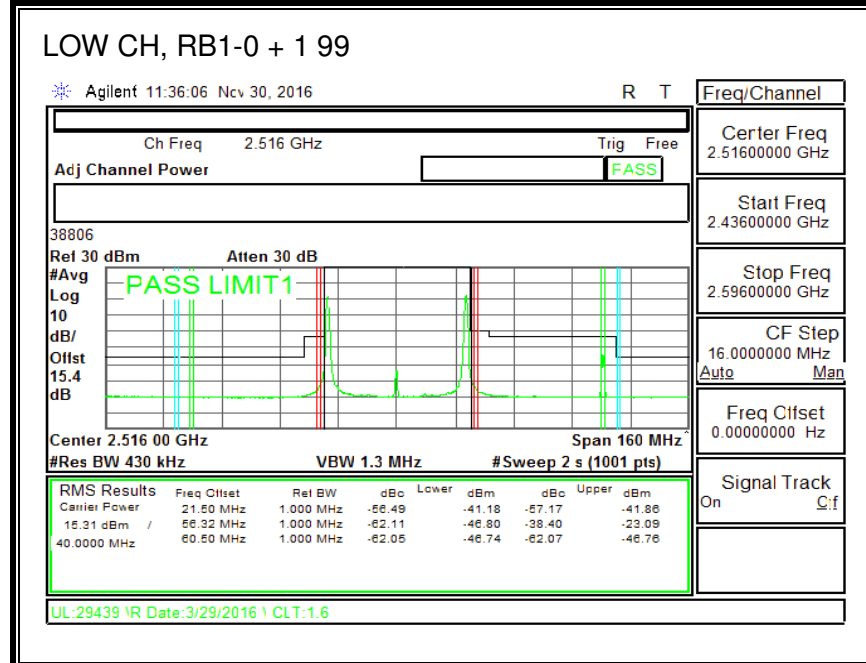 LOW CH, RB1-0 + 1 99
Agilent 11:36:06 Nov 30, 2016 R T
Freq/Channel
Ch Freq 2.516 GHz Trig Free
Adj Channel Power PASS
Center Freq
2.51600000 GHz
Start Freq
2.43600000 GHz
38806
Ref 30 dBm Atten 30 dB
#Avg
Log
10
dB/
Offst
15.4
dB
PASS LIMIT1
Stop Freq
2.59600000 GHz
CF Step
16.0000000 MHz
Auto Man
Freq Offset
0.00000000 Hz
Center 2.516 00 GHz Span 160 MHz
#Res BW 430 kHz VBW 1.3 MHz #Sweep 2 s (1001 pts)
Signal Track
On Off
RMS Results Freq Offset Ref BW dBc Lower dBm dBc Upper dBm
Carrier Power 21.50 MHz 1.000 MHz -56.49 -41.18 -57.17 -41.86
15.31 dBm / 56.32 MHz 1.000 MHz -62.11 -46.80 -38.40 -23.09
40.0000 MHz 60.50 MHz 1.000 MHz -62.05 -46.74 -62.07 -46.76
UL:29439 \R Date:3/29/2016 \ CLT:1.6